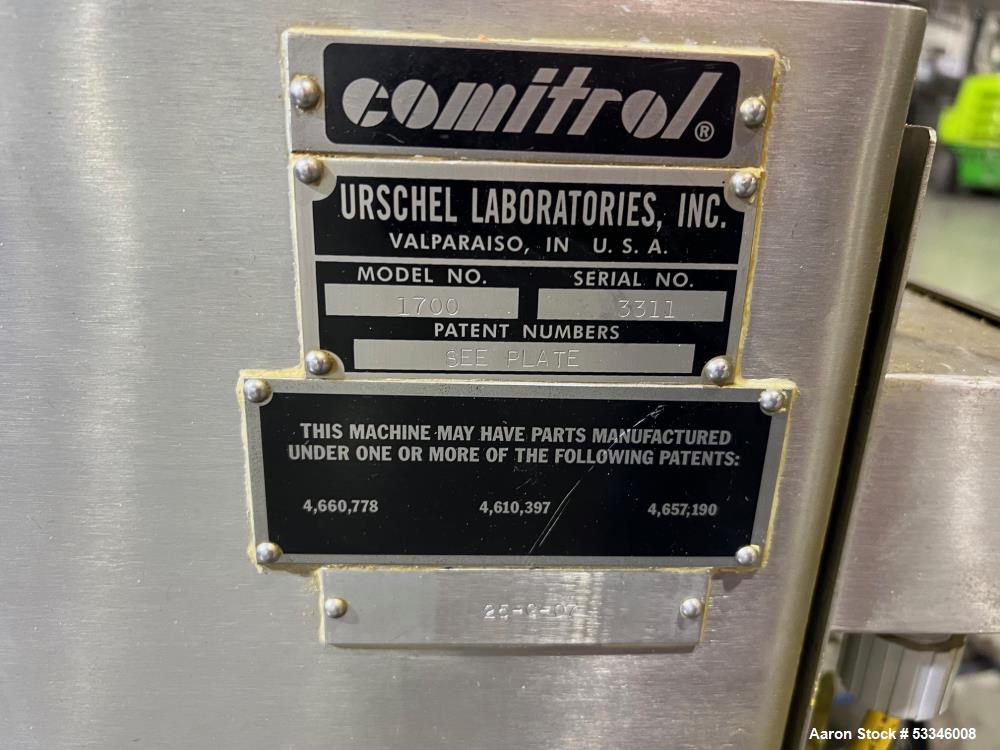 comitrol®
URSCHEL LABORATORIES, INC.
VALPARAISO, IN U. S. A.
MODEL NO. SERIAL NO.
1700 3311
PATENT NUMBERS
SEE PLATE
THIS MACHINE MAY HAVE PARTS MANUFACTURED
UNDER ONE OR MORE OF THE FOLLOWING PATENTS:
4,660,778 4,610,397 4,657,190
Aaron Stock # 53346008